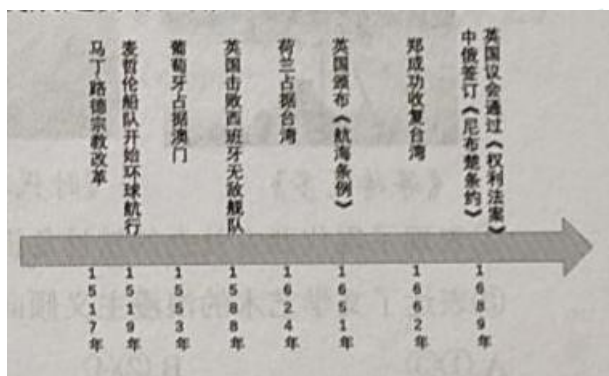 马丁路德宗教改革
麦哲伦船队开始环球航行
葡萄牙占据澳门
英国击败西班牙无敌舰队
荷兰占据台湾
英国颁布《航海条例》
郑成功收复台湾
中俄签订《尼布楚条约》
英国议会通过《权利法案》
1517年
1519年
1553年
1588年
1624年
1651年
1662年
1689年